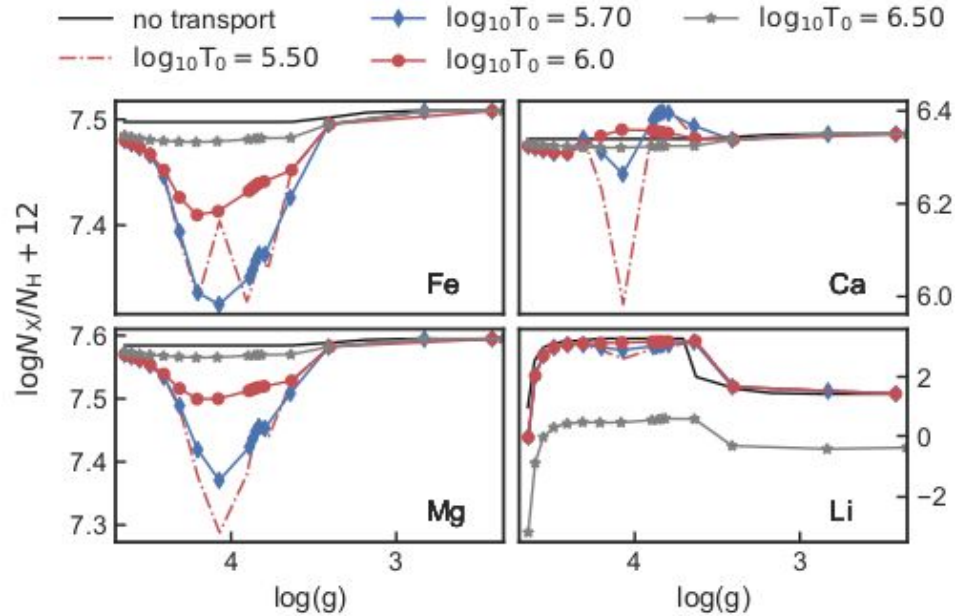 no transport
log₁₀T₀ = 5.50
log₁₀T₀ = 5.70
log₁₀T₀ = 6.0
log₁₀T₀ = 6.50
logN_X/N_H + 12
7.5
7.4
Fe
Ca
6.4
6.2
6.0
7.6
7.5
7.4
7.3
Mg
Li
2
0
−2
4
3
4
3
log(g)
log(g)